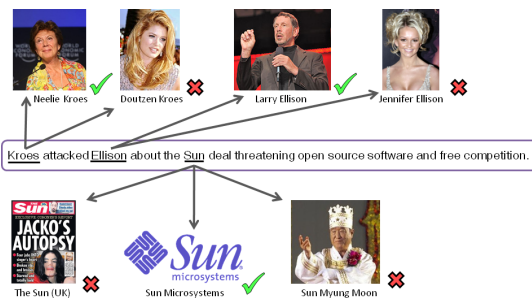 Neelie Kroes
Doutzen Kroes
Larry Ellison
Jennifer Ellison
Kroes attacked Ellison about the Sun deal threatening open source software and free competition.
Sun
JACKO'S
AUTOPSY
The Sun (UK)
Sun
microsystems
Sun Microsystems
Sun Myung Moon